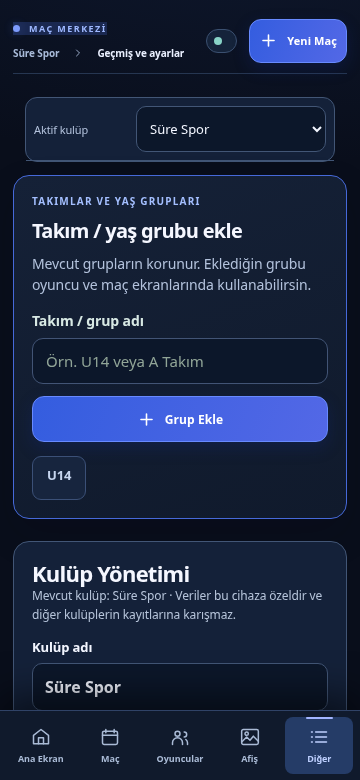 MAÇ MERKEZİ
Süre Spor > Geçmiş ve ayarlar
Yeni Maç
Aktif kulüp
Süre Spor
TAKIMLAR VE YAŞ GRUPLARI
Takım / yaş grubu ekle
Mevcut grupların korunur. Eklediğin grubu
oyuncu ve maç ekranlarında kullanabilirsin.
Takım / grup adı
Örn. U14 veya A Takım
Grup Ekle
U14
Kulüp Yönetimi
Mevcut kulüp: Süre Spor · Veriler bu cihaza özeldir ve
diğer kulüplerin kayıtlarına karışmaz.
Kulüp adı
Süre Spor
Ana Ekran
Maç
Oyuncular
Afiş
Diğer